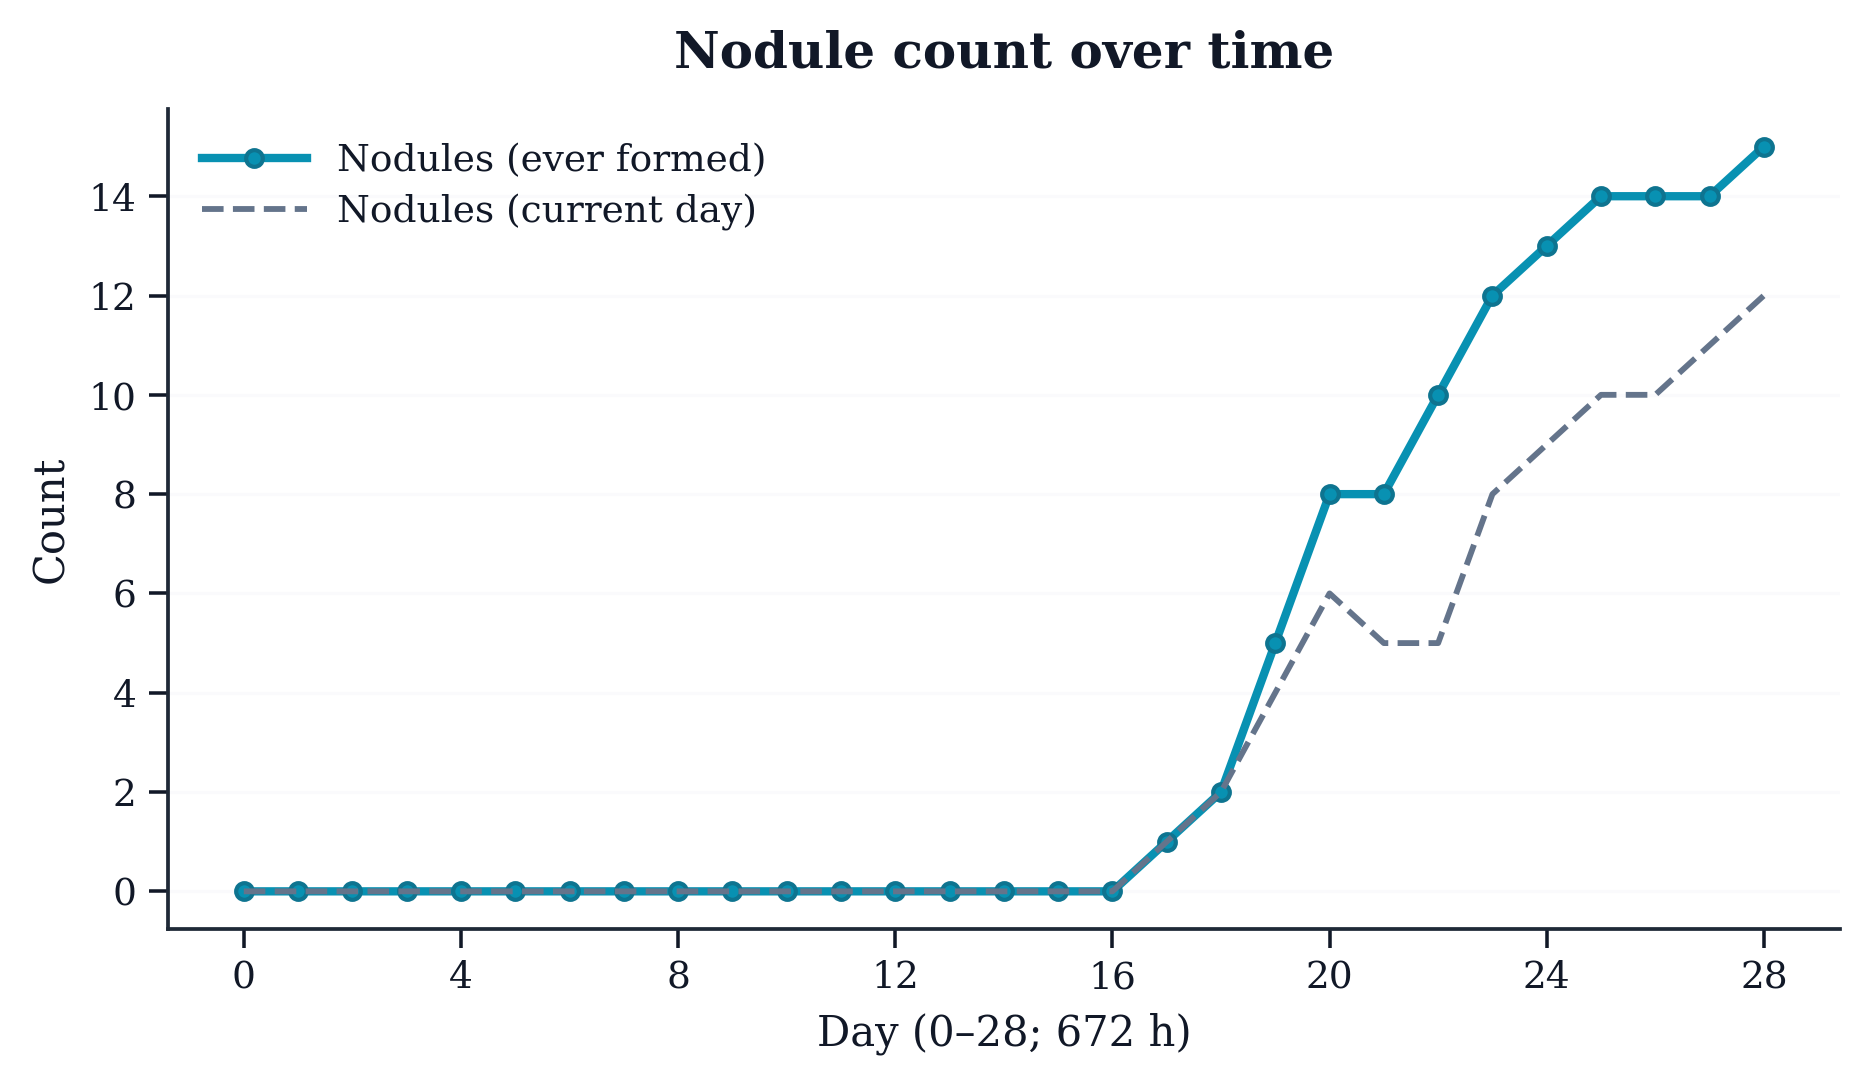 Nodule count over time
Nodules (ever formed)
Nodules (current day)
Count
14
12
10
8
6
4
2
0
0 4 8 12 16 20 24 28
Day (0–28; 672 h)